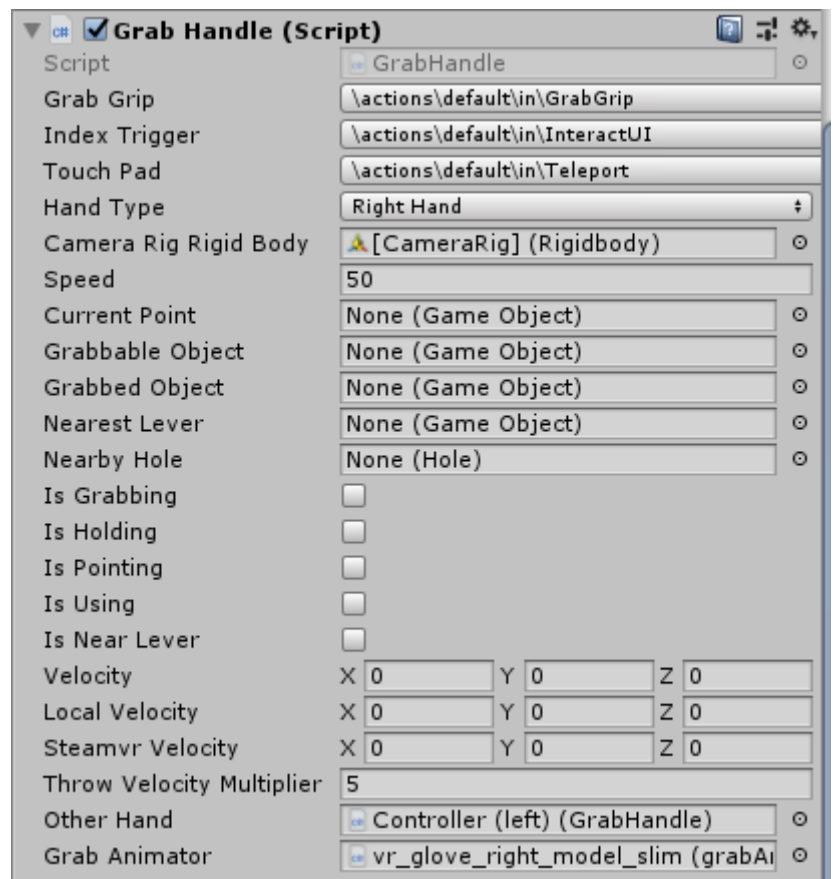 Grab Handle (Script)
Script GrabHandle
Grab Grip \actions\default\in\GrabGrip
Index Trigger \actions\default\in\InteractUI
Touch Pad \actions\default\in\Teleport
Hand Type Right Hand
Camera Rig Rigid Body [CameraRig] (Rigidbody)
Speed 50
Current Point None (Game Object)
Grabbable Object None (Game Object)
Grabbed Object None (Game Object)
Nearest Lever None (Game Object)
Nearby Hole None (Hole)
Is Grabbing
Is Holding
Is Pointing
Is Using
Is Near Lever
Velocity X 0 Y 0 Z 0
Local Velocity X 0 Y 0 Z 0
Steamvr Velocity X 0 Y 0 Z 0
Throw Velocity Multiplier 5
Other Hand Controller (left) (GrabHandle)
Grab Animator vr_glove_right_model_slim (grabAi